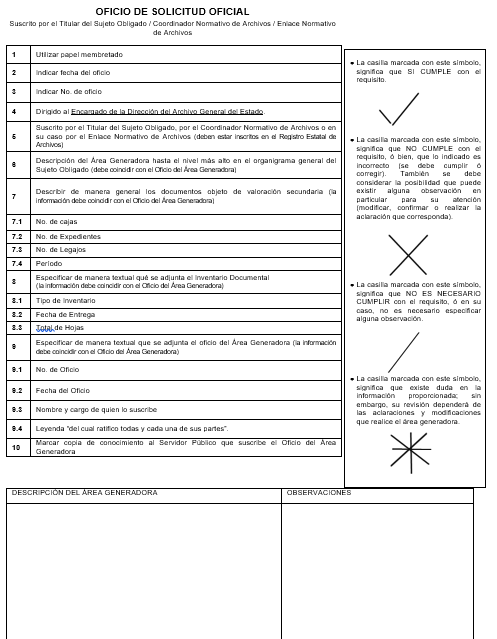 OFICIO DE SOLICITUD OFICIAL
Suscrito por el Titular del Sujeto Obligado / Coordinador Normativo de Archivos / Enlace Normativo
de Archivos
1 Utilizar papel membretado
2 Indicar fecha del oficio
3 Indicar No. de oficio
4 Dirigido al Encargado de la Dirección del Archivo General del Estado.
5 Suscrito por el Titular del Sujeto Obligado, por el Coordinador Normativo de Archivos o en
su caso por el Enlace Normativo de Archivos (deben estar inscritos en el Registro Estatal de
Archivos)
6 Descripción del Área Generadora hasta el nivel más alto en el organigrama general del
Sujeto Obligado (debe coincidir con el Oficio del Área Generadora)
7 Describir de manera general los documentos objeto de valoración secundaria (la
información debe coincidir con el Oficio del Área Generadora)
7.1 No. de cajas
7.2 No. de Expedientes
7.3 No. de Legajos
7.4 Período
8 Especificar de manera textual qué se adjunta el Inventario Documental
(la información debe coincidir con el Oficio del Área Generadora)
8.1 Tipo de Inventario
8.2 Fecha de Entrega
8.3 Total de Hojas
9 Especificar de manera textual que se adjunta el oficio del Área Generadora (la información
debe coincidir con el Oficio del Área Generadora)
9.1 No. de Oficio
9.2 Fecha del Oficio
9.3 Nombre y cargo de quien lo suscribe
9.4 Leyenda "del cual ratifico todas y cada una de sus partes".
10 Marcar copia de conocimiento al Servidor Público que suscribe el Oficio del Área
Generadora
• La casilla marcada con este símbolo,
significa que SI CUMPLE con el
requisito.
• La casilla marcada con este símbolo,
significa que NO CUMPLE con el
requisito, ó bien, que lo indicado es
incorrecto (se debe cumplir ó
corregir). También se debe
considerar la posibilidad que puede
existir alguna observación en
particular para su atención
(modificar, confirmar o realizar la
aclaración que corresponda).
• La casilla marcada con este símbolo,
significa que NO ES NECESARIO
CUMPLIR con el requisito, ó en su
caso, no es necesario especificar
alguna observación.
• La casilla marcada con este símbolo,
significa que existe duda en la
información proporcionada; sin
embargo, su revisión dependerá de
las aclaraciones y modificaciones
que realice el área generadora.
DESCRIPCIÓN DEL ÁREA GENERADORA
OBSERVACIONES